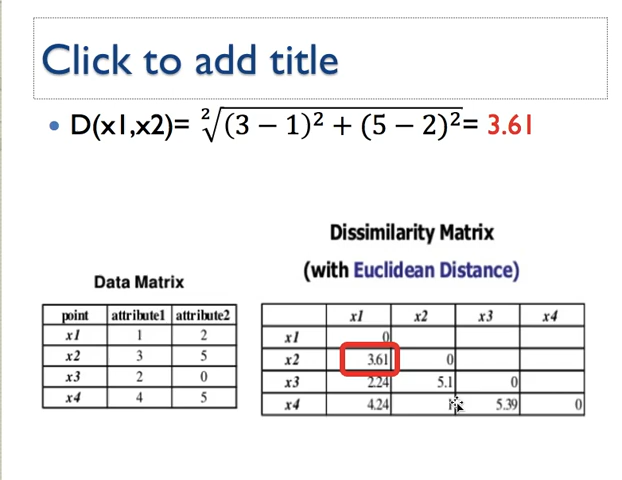 Click to add title
• D(x1,x2)= ²√(3 − 1)² + (5 − 2)² = 3.61
Dissimilarity Matrix
(with Euclidean Distance)
Data Matrix
point attribute1 attribute2
x1 1 2
x2 3 5
x3 2 0
x4 4 5
x1 x2 x3 x4
x1 0
x2 3.61 0
x3 2.24 5.1 0
x4 4.24 5.39 0